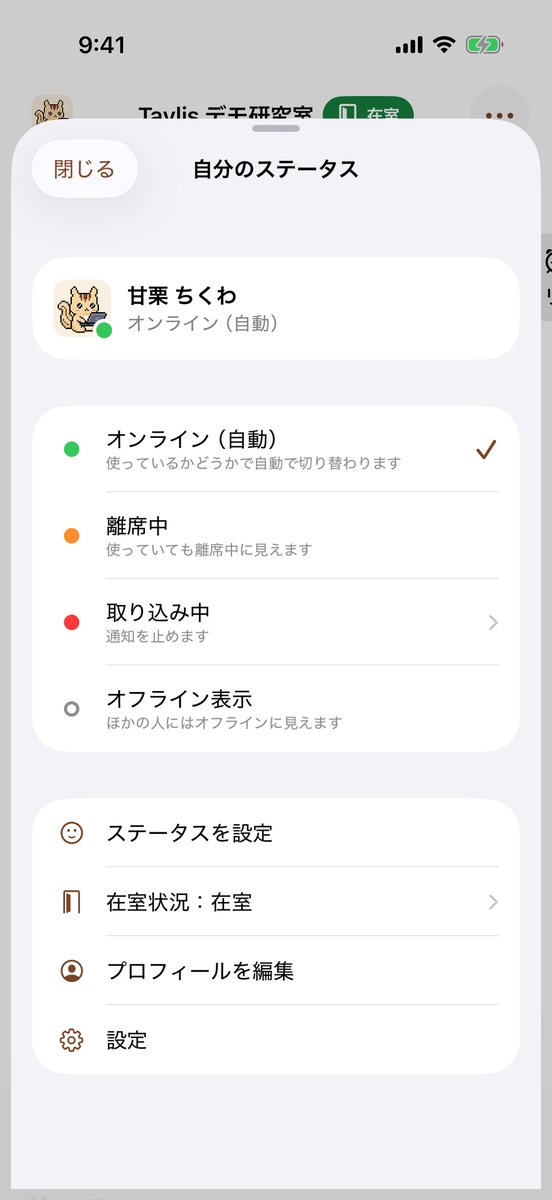 9:41
Taylis デモ研究室 在室
閉じる 自分のステータス
甘栗 ちくわ
オンライン（自動）
オンライン（自動）
使っているかどうかで自動で切り替わります
離席中
使っていても離席中に見えます
取り込み中
通知を止めます
オフライン表示
ほかの人にはオフラインに見えます
ステータスを設定
在室状況：在室
プロフィールを編集
設定